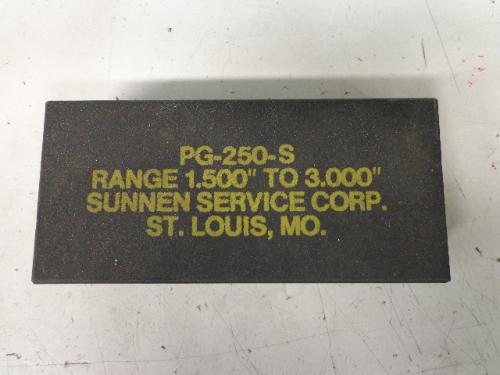 PG-250-S
RANGE 1.500" TO 3.000"
SUNNEN SERVICE CORP.
ST. LOUIS, MO.